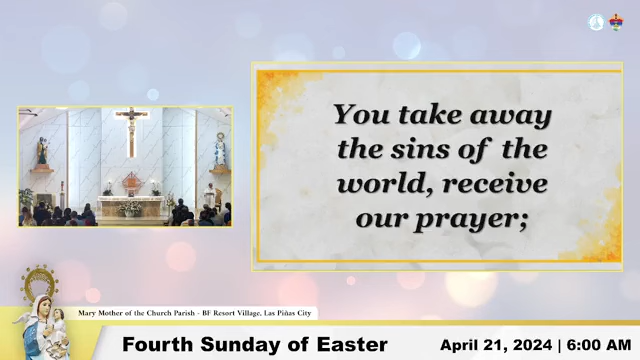 You take away
the sins of the
world, receive
our prayer;
Mary Mother of the Church Parish - BF Resort Village, Las Piñas City
Fourth Sunday of Easter
April 21, 2024 | 6:00 AM